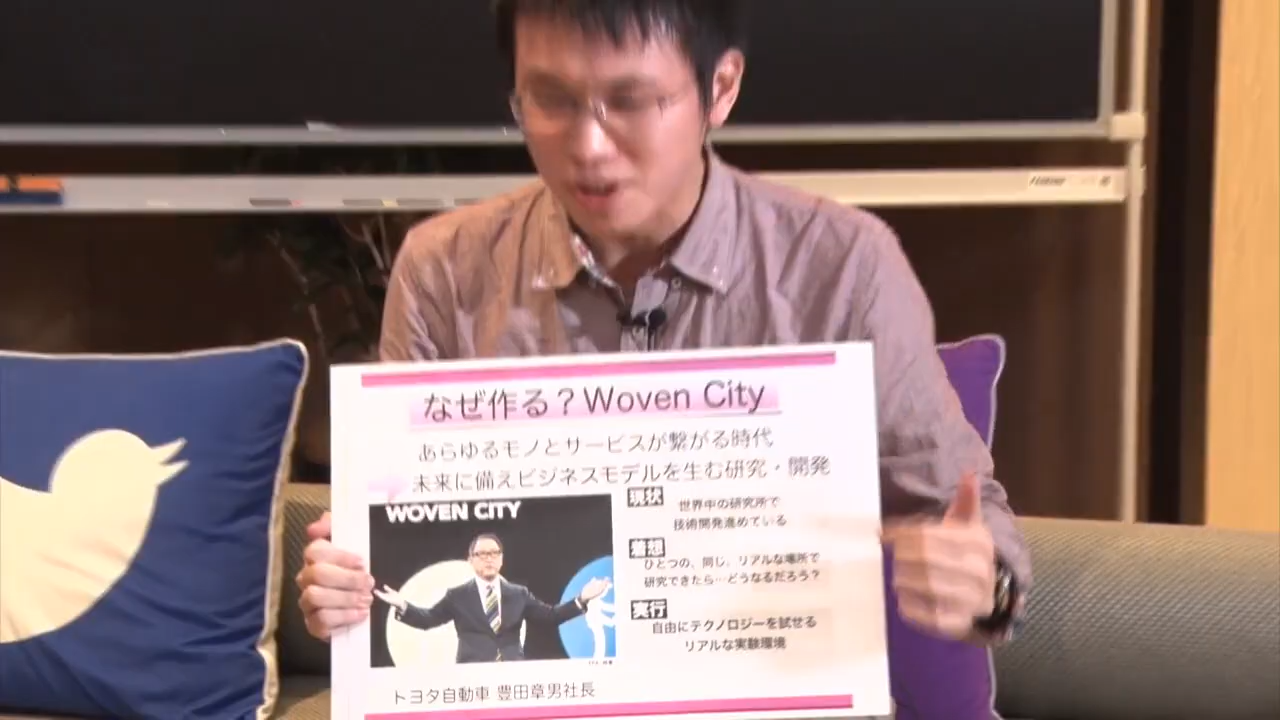 なぜ作る？Woven City
あらゆるモノとサービスが繋がる時代
未来に備えビジネスモデルを生む研究・開発
WOVEN CITY
現状
世界中の研究所で
技術開発進めている
着想
ひとつの、同じ、リアルな場所で
研究できたら…どうなるだろう？
実行
自由にテクノロジーを試せる
リアルな実験環境
トヨタ自動車 豊田章男社長